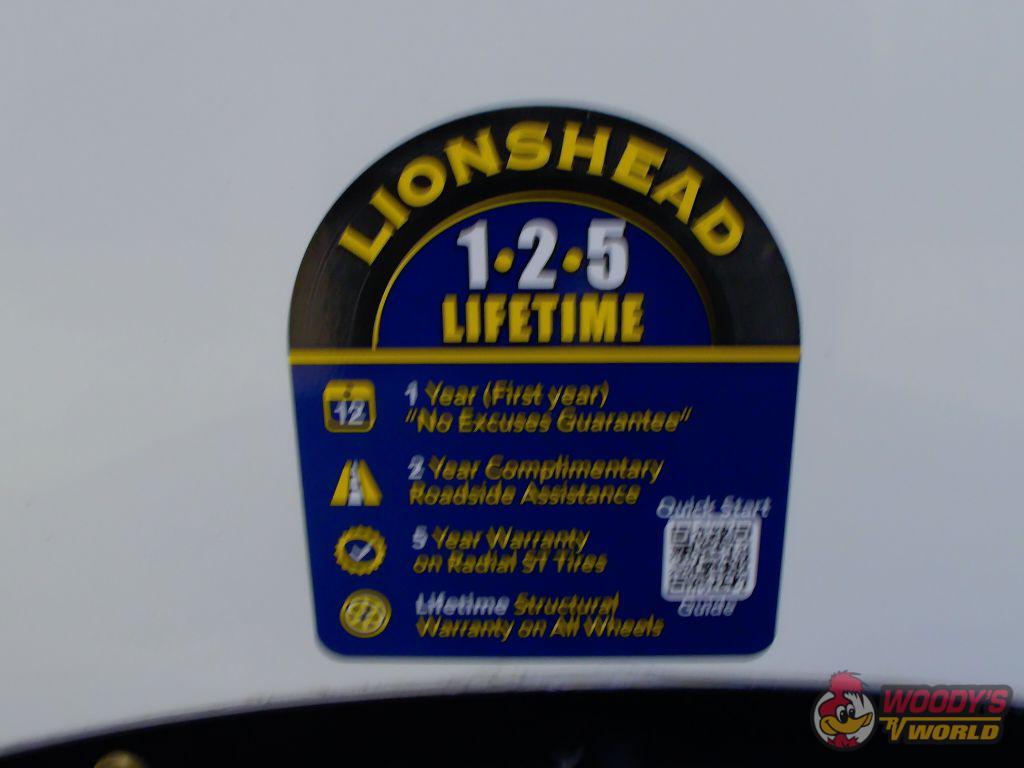 LIONSHEAD
1·2·5
LIFETIME
12
1 Year (First year)
"No Excuses Guarantee"
2 Year Complimentary
Roadside Assistance
5 Year Warranty
on Radial ST Tires
Lifetime Structural
Warranty on All Wheels
Quick Start
Guide
WOODY'S
RV WORLD